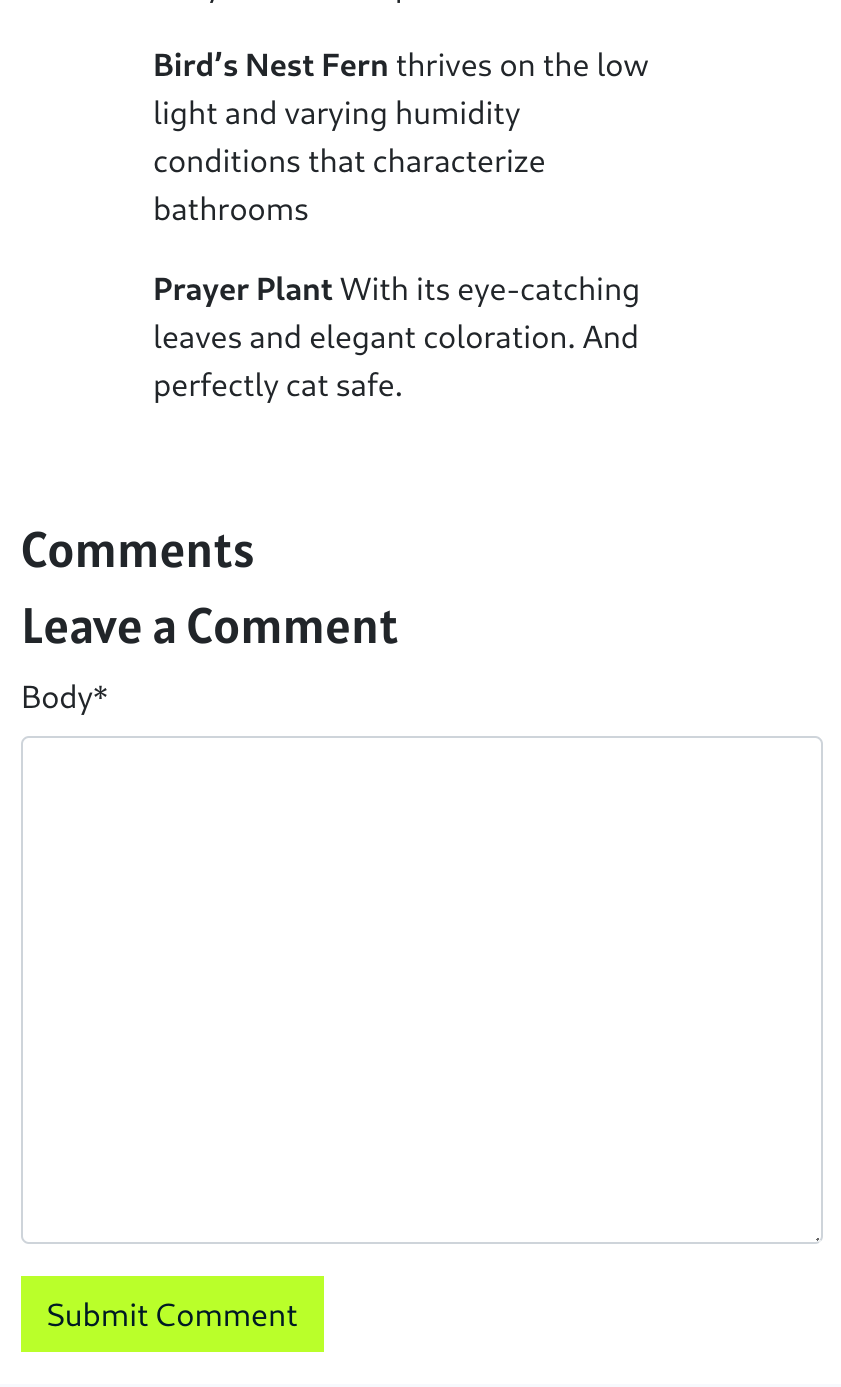 Bird's Nest Fern thrives on the low
light and varying humidity
conditions that characterize
bathrooms
Prayer Plant With its eye-catching
leaves and elegant coloration. And
perfectly cat safe.
Comments
Leave a Comment
Body*
Submit Comment